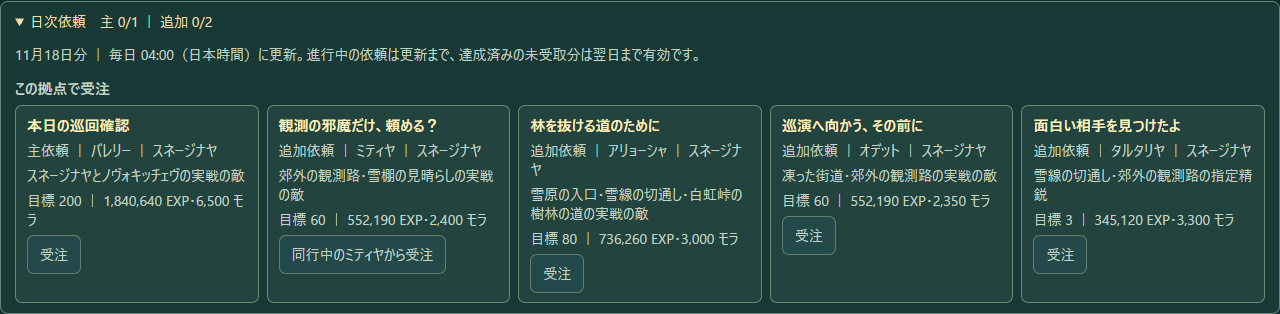 ▼ 日次依頼 主 0/1 ｜ 追加 0/2
11月18日分 ｜ 毎日 04:00（日本時間）に更新。進行中の依頼は更新まで、達成済みの未受取分は翌日まで有効です。
この拠点で受注
本日の巡回確認
主依頼 ｜ バレリー ｜ スネージナヤ
スネージナヤとノヴォキッチェヴの実戦の敵
目標 200 ｜ 1,840,640 EXP・6,500 モ
ラ
受注
観測の邪魔だけ、頼める？
追加依頼 ｜ ミティヤ ｜ スネージナヤ
郊外の観測路・雪棚の見晴らしの実戦
の敵
目標 60 ｜ 552,190 EXP・2,400 モラ
同行中のミティヤから受注
林を抜ける道のために
追加依頼 ｜ アリョーシャ ｜ スネージナ
ヤ
雪原の入口・雪線の切通し・白虹峠の
樹林の道の実戦の敵
目標 80 ｜ 736,260 EXP・3,000 モラ
受注
巡演へ向かう、その前に
追加依頼 ｜ オデット ｜ スネージナヤ
凍った街道・郊外の観測路の実戦の敵
目標 60 ｜ 552,190 EXP・2,350 モラ
受注
面白い相手を見つけたよ
追加依頼 ｜ タルタリヤ ｜ スネージナヤ
雪線の切通し・郊外の観測路の指定精
鋭
目標 3 ｜ 345,120 EXP・3,300 モラ
受注